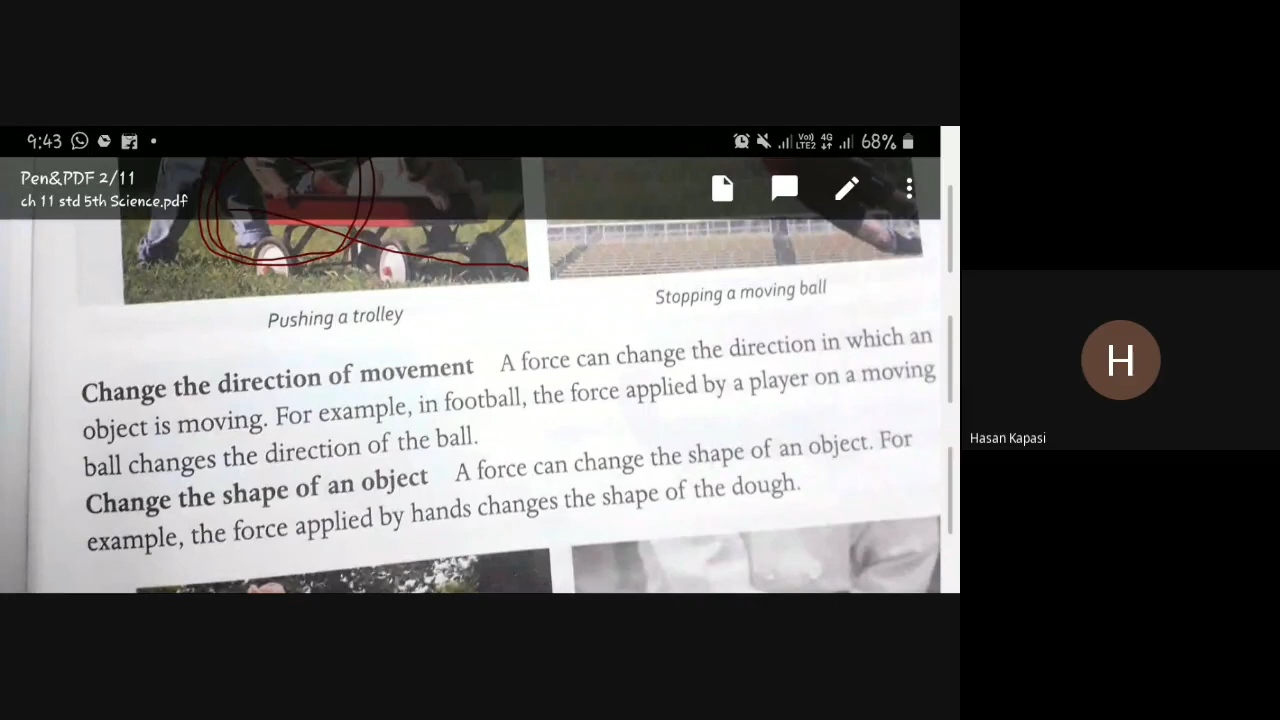 9:43 VoI) LTE2 4G 68%
Pen&PDF 2/11
ch 11 std 5th Science.pdf
Pushing a trolley
Stopping a moving ball
Change the direction of movement A force can change the direction in which an
object is moving. For example, in football, the force applied by a player on a moving
ball changes the direction of the ball.
Change the shape of an object A force can change the shape of an object. For
example, the force applied by hands changes the shape of the dough.
H
Hasan Kapasi